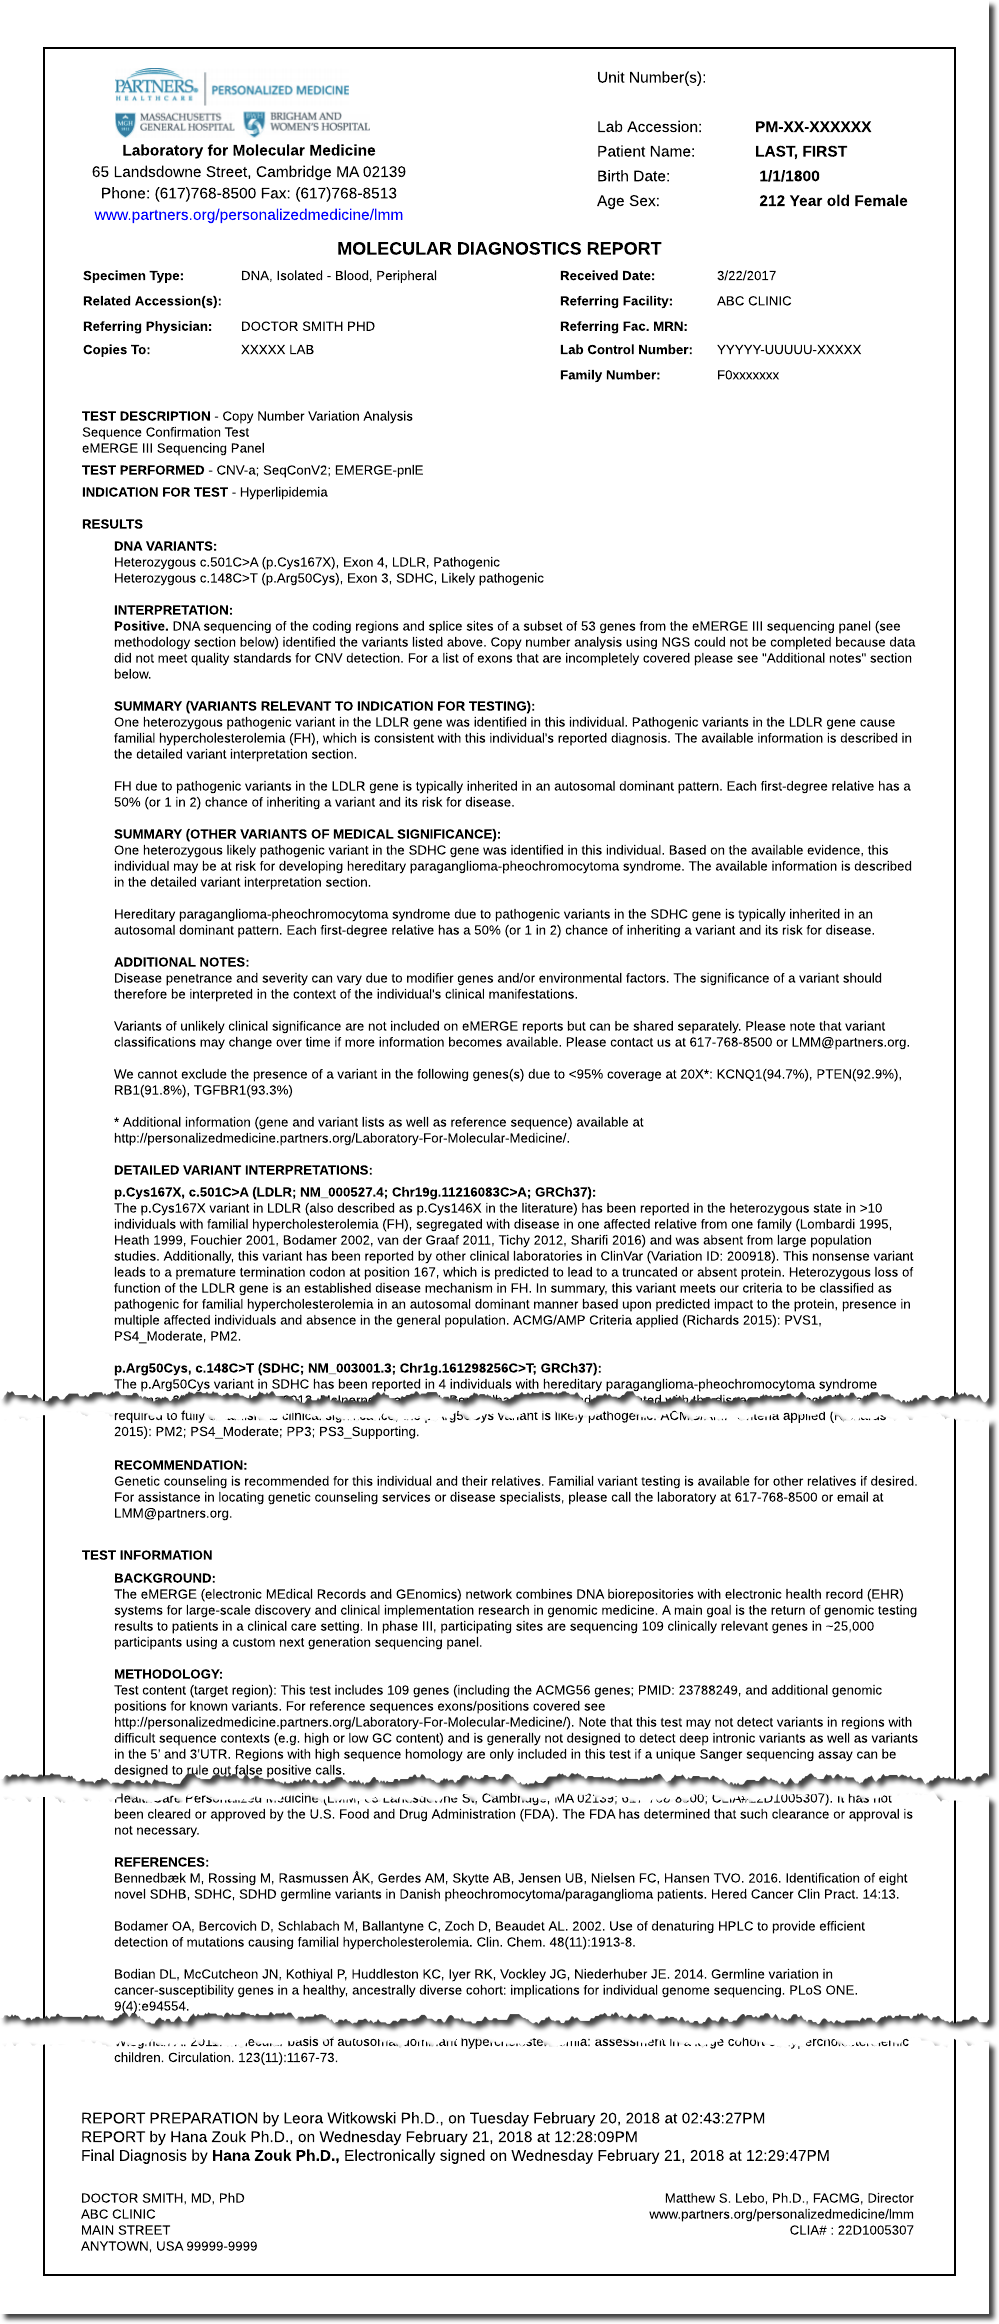 PARTNERS. HEALTHCARE PERSONALIZED MEDICINE
MASSACHUSETTS GENERAL HOSPITAL
BRIGHAM AND WOMEN'S HOSPITAL
Laboratory for Molecular Medicine
65 Landsdowne Street, Cambridge MA 02139
Phone: (617)768-8500 Fax: (617)768-8513
www.partners.org/personalizedmedicine/lmm
Unit Number(s):
Lab Accession: PM-XX-XXXXXX
Patient Name: LAST, FIRST
Birth Date: 1/1/1800
Age Sex: 212 Year old Female
MOLECULAR DIAGNOSTICS REPORT
Specimen Type: DNA, Isolated - Blood, Peripheral Received Date: 3/22/2017
Related Accession(s): Referring Facility: ABC CLINIC
Referring Physician: DOCTOR SMITH PHD Referring Fac. MRN:
Copies To: XXXXX LAB Lab Control Number: YYYYY-UUUUU-XXXXX
Family Number: F0xxxxxxx
TEST DESCRIPTION - Copy Number Variation Analysis
Sequence Confirmation Test
eMERGE III Sequencing Panel
TEST PERFORMED - CNV-a; SeqConV2; EMERGE-pnlE
INDICATION FOR TEST - Hyperlipidemia
RESULTS
DNA VARIANTS:
Heterozygous c.501C>A (p.Cys167X), Exon 4, LDLR, Pathogenic
Heterozygous c.148C>T (p.Arg50Cys), Exon 3, SDHC, Likely pathogenic
INTERPRETATION:
Positive. DNA sequencing of the coding regions and splice sites of a subset of 53 genes from the eMERGE III sequencing panel (see
methodology section below) identified the variants listed above. Copy number analysis using NGS could not be completed because data
did not meet quality standards for CNV detection. For a list of exons that are incompletely covered please see "Additional notes" section
below.
SUMMARY (VARIANTS RELEVANT TO INDICATION FOR TESTING):
One heterozygous pathogenic variant in the LDLR gene was identified in this individual. Pathogenic variants in the LDLR gene cause
familial hypercholesterolemia (FH), which is consistent with this individual's reported diagnosis. The available information is described in
the detailed variant interpretation section.
FH due to pathogenic variants in the LDLR gene is typically inherited in an autosomal dominant pattern. Each first-degree relative has a
50% (or 1 in 2) chance of inheriting a variant and its risk for disease.
SUMMARY (OTHER VARIANTS OF MEDICAL SIGNIFICANCE):
One heterozygous likely pathogenic variant in the SDHC gene was identified in this individual. Based on the available evidence, this
individual may be at risk for developing hereditary paraganglioma-pheochromocytoma syndrome. The available information is described
in the detailed variant interpretation section.
Hereditary paraganglioma-pheochromocytoma syndrome due to pathogenic variants in the SDHC gene is typically inherited in an
autosomal dominant pattern. Each first-degree relative has a 50% (or 1 in 2) chance of inheriting a variant and its risk for disease.
ADDITIONAL NOTES:
Disease penetrance and severity can vary due to modifier genes and/or environmental factors. The significance of a variant should
therefore be interpreted in the context of the individual's clinical manifestations.
Variants of unlikely clinical significance are not included on eMERGE reports but can be shared separately. Please note that variant
classifications may change over time if more information becomes available. Please contact us at 617-768-8500 or LMM@partners.org.
We cannot exclude the presence of a variant in the following genes(s) due to <95% coverage at 20X*: KCNQ1(94.7%), PTEN(92.9%),
RB1(91.8%), TGFBR1(93.3%)
* Additional information (gene and variant lists as well as reference sequence) available at
http://personalizedmedicine.partners.org/Laboratory-For-Molecular-Medicine/.
DETAILED VARIANT INTERPRETATIONS:
p.Cys167X, c.501C>A (LDLR; NM_000527.4; Chr19g.11216083C>A; GRCh37):
The p.Cys167X variant in LDLR (also described as p.Cys146X in the literature) has been reported in the heterozygous state in >10
individuals with familial hypercholesterolemia (FH), segregated with disease in one affected relative from one family (Lombardi 1995,
Heath 1999, Fouchier 2001, Bodamer 2002, van der Graaf 2011, Tichy 2012, Sharifi 2016) and was absent from large population
studies. Additionally, this variant has been reported by other clinical laboratories in ClinVar (Variation ID: 200918). This nonsense variant
leads to a premature termination codon at position 167, which is predicted to lead to a truncated or absent protein. Heterozygous loss of
function of the LDLR gene is an established disease mechanism in FH. In summary, this variant meets our criteria to be classified as
pathogenic for familial hypercholesterolemia in an autosomal dominant manner based upon predicted impact to the protein, presence in
multiple affected individuals and absence in the general population. ACMG/AMP Criteria applied (Richards 2015): PVS1,
PS4_Moderate, PM2.
p.Arg50Cys, c.148C>T (SDHC; NM_003001.3; Chr1g.161298256C>T; GRCh37):
The p.Arg50Cys variant in SDHC has been reported in 4 individuals with hereditary paraganglioma-pheochromocytoma syndrome
required to fully clinical variant is likely pathogenic. applied
2015): PM2; PS4_Moderate; PP3; PS3_Supporting.
RECOMMENDATION:
Genetic counseling is recommended for this individual and their relatives. Familial variant testing is available for other relatives if desired.
For assistance in locating genetic counseling services or disease specialists, please call the laboratory at 617-768-8500 or email at
LMM@partners.org.
TEST INFORMATION
BACKGROUND:
The eMERGE (electronic MEdical Records and GEnomics) network combines DNA biorepositories with electronic health record (EHR)
systems for large-scale discovery and clinical implementation research in genomic medicine. A main goal is the return of genomic testing
results to patients in a clinical care setting. In phase III, participating sites are sequencing 109 clinically relevant genes in ~25,000
participants using a custom next generation sequencing panel.
METHODOLOGY:
Test content (target region): This test includes 109 genes (including the ACMG56 genes; PMID: 23788249, and additional genomic
positions for known variants. For reference sequences exons/positions covered see
http://personalizedmedicine.partners.org/Laboratory-For-Molecular-Medicine/). Note that this test may not detect variants in regions with
difficult sequence contexts (e.g. high or low GC content) and is generally not designed to detect deep intronic variants as well as variants
in the 5' and 3'UTR. Regions with high sequence homology are only included in this test if a unique Sanger sequencing assay can be
designed to rule out false positive calls.
Medicine (LMM, St, Cambridge, MA 02139; It has not
been cleared or approved by the U.S. Food and Drug Administration (FDA). The FDA has determined that such clearance or approval is
not necessary.
REFERENCES:
Bennedbæk M, Rossing M, Rasmussen ÅK, Gerdes AM, Skytte AB, Jensen UB, Nielsen FC, Hansen TVO. 2016. Identification of eight
novel SDHB, SDHC, SDHD germline variants in Danish pheochromocytoma/paraganglioma patients. Hered Cancer Clin Pract. 14:13.
Bodamer OA, Bercovich D, Schlabach M, Ballantyne C, Zoch D, Beaudet AL. 2002. Use of denaturing HPLC to provide efficient
detection of mutations causing familial hypercholesterolemia. Clin. Chem. 48(11):1913-8.
Bodian DL, McCutcheon JN, Kothiyal P, Huddleston KC, Iyer RK, Vockley JG, Niederhuber JE. 2014. Germline variation in
cancer-susceptibility genes in a healthy, ancestrally diverse cohort: implications for individual genome sequencing. PLoS ONE.
9(4):e94554.
basis of autosomal dominant assessment in a large cohort
children. Circulation. 123(11):1167-73.
REPORT PREPARATION by Leora Witkowski Ph.D., on Tuesday February 20, 2018 at 02:43:27PM
REPORT by Hana Zouk Ph.D., on Wednesday February 21, 2018 at 12:28:09PM
Final Diagnosis by Hana Zouk Ph.D., Electronically signed on Wednesday February 21, 2018 at 12:29:47PM
DOCTOR SMITH, MD, PhD
ABC CLINIC
MAIN STREET
ANYTOWN, USA 99999-9999
Matthew S. Lebo, Ph.D., FACMG, Director
www.partners.org/personalizedmedicine/lmm
CLIA# : 22D1005307